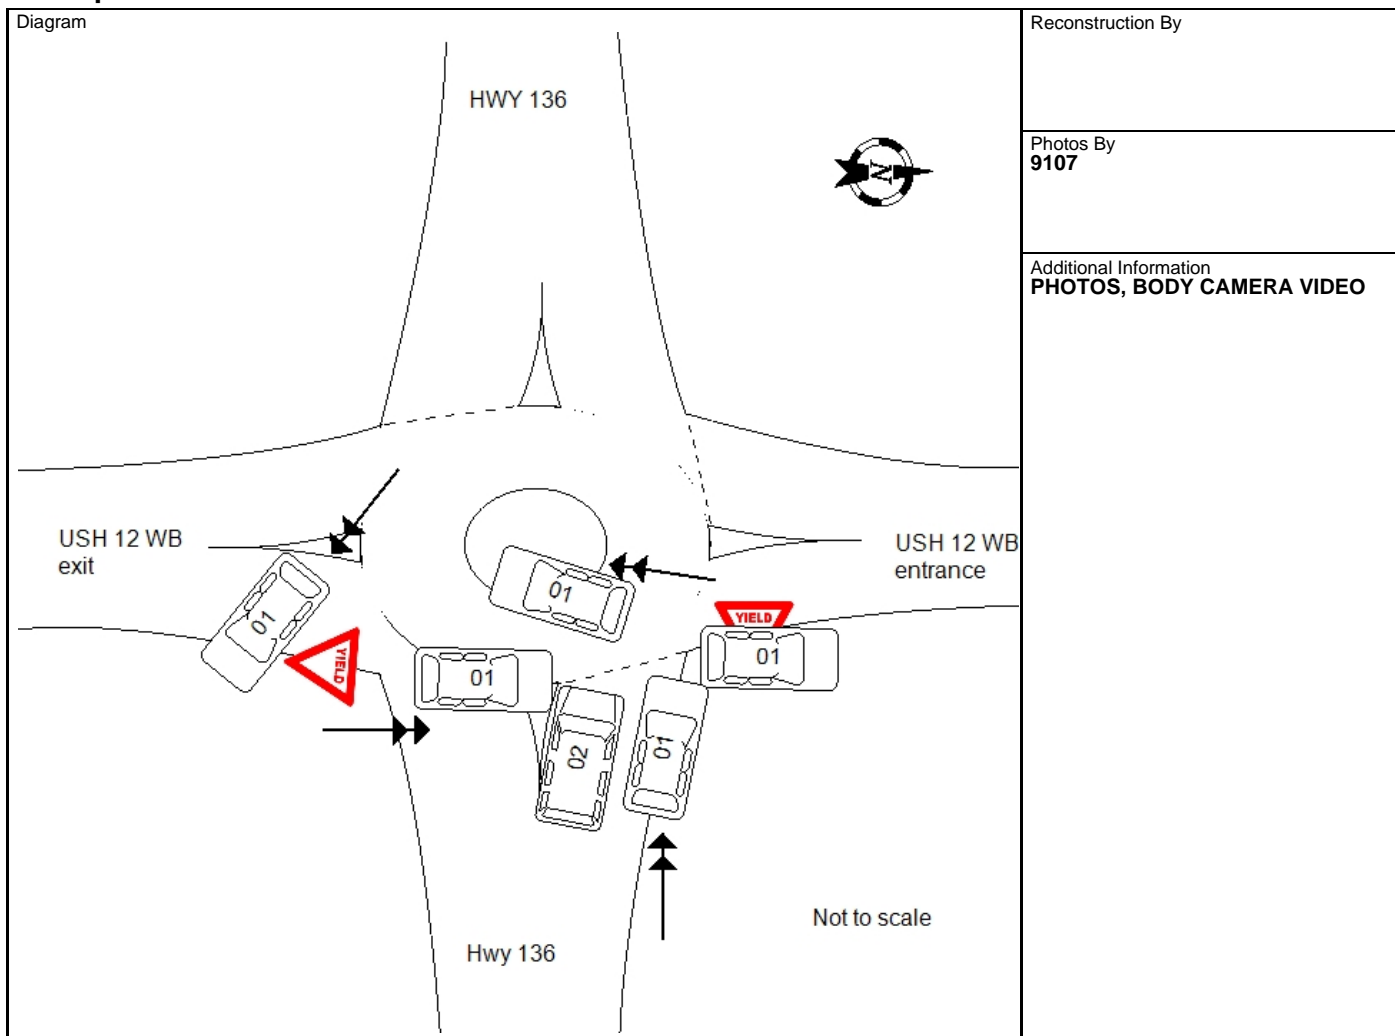 Diagram
HWY 136
N
USH 12 WB
exit
USH 12 WB
entrance
YIELD
YIELD
01
01
01
01
01
02
Not to scale
Hwy 136
Reconstruction By
Photos By
9107
Additional Information
PHOTOS, BODY CAMERA VIDEO